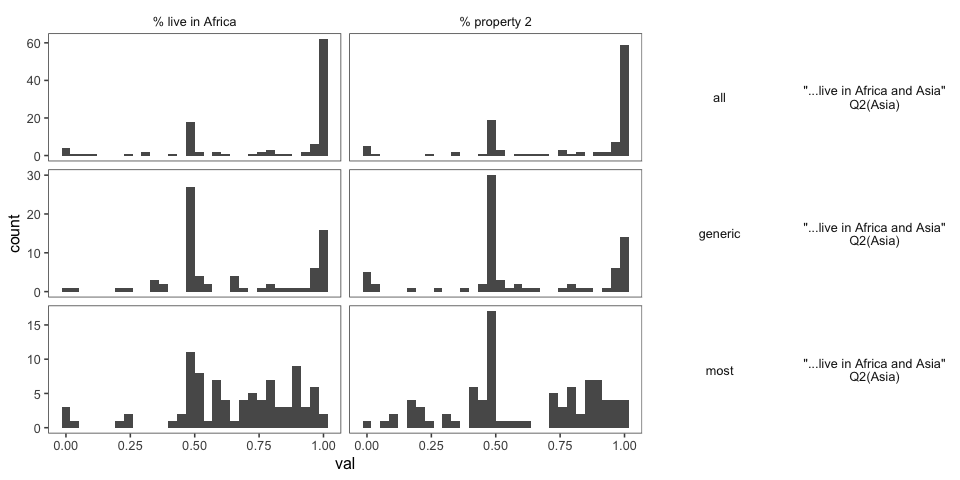 % live in Africa
% property 2
60
40
20
0
all
"...live in Africa and Asia"
Q2(Asia)
30
20
10
0
generic
"...live in Africa and Asia"
Q2(Asia)
15
10
5
0
most
"...live in Africa and Asia"
Q2(Asia)
count
0.00 0.25 0.50 0.75 1.00
0.00 0.25 0.50 0.75 1.00
val